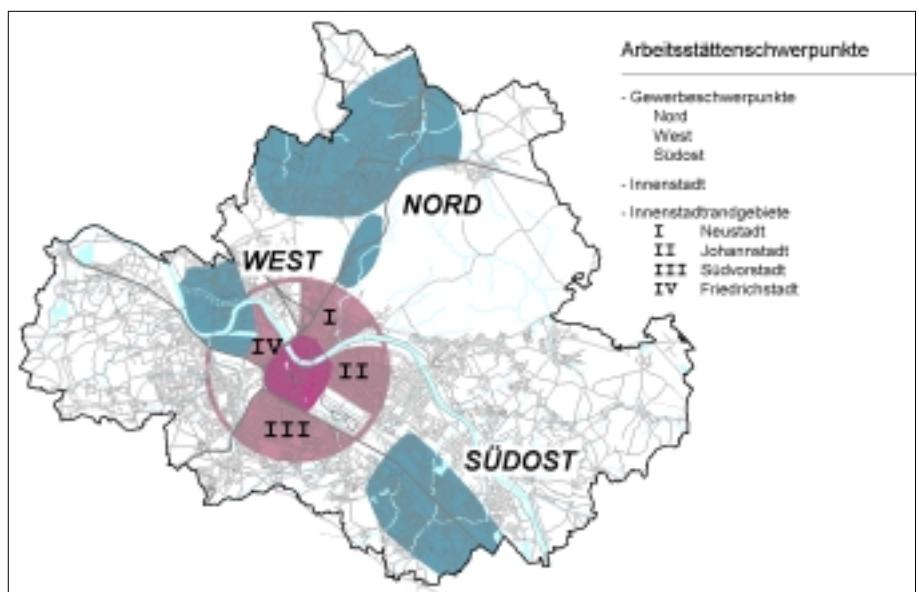 Arbeitsstättenschwerpunkte
- Gewerbeschwerpunkte
Nord
West
Südost
- Innenstadt
- Innenstadtrandgebiete
I Neustadt
II Johannstadt
III Südvorstadt
IV Friedrichstadt
NORD
WEST
I
IV
II
III
SÜDOST